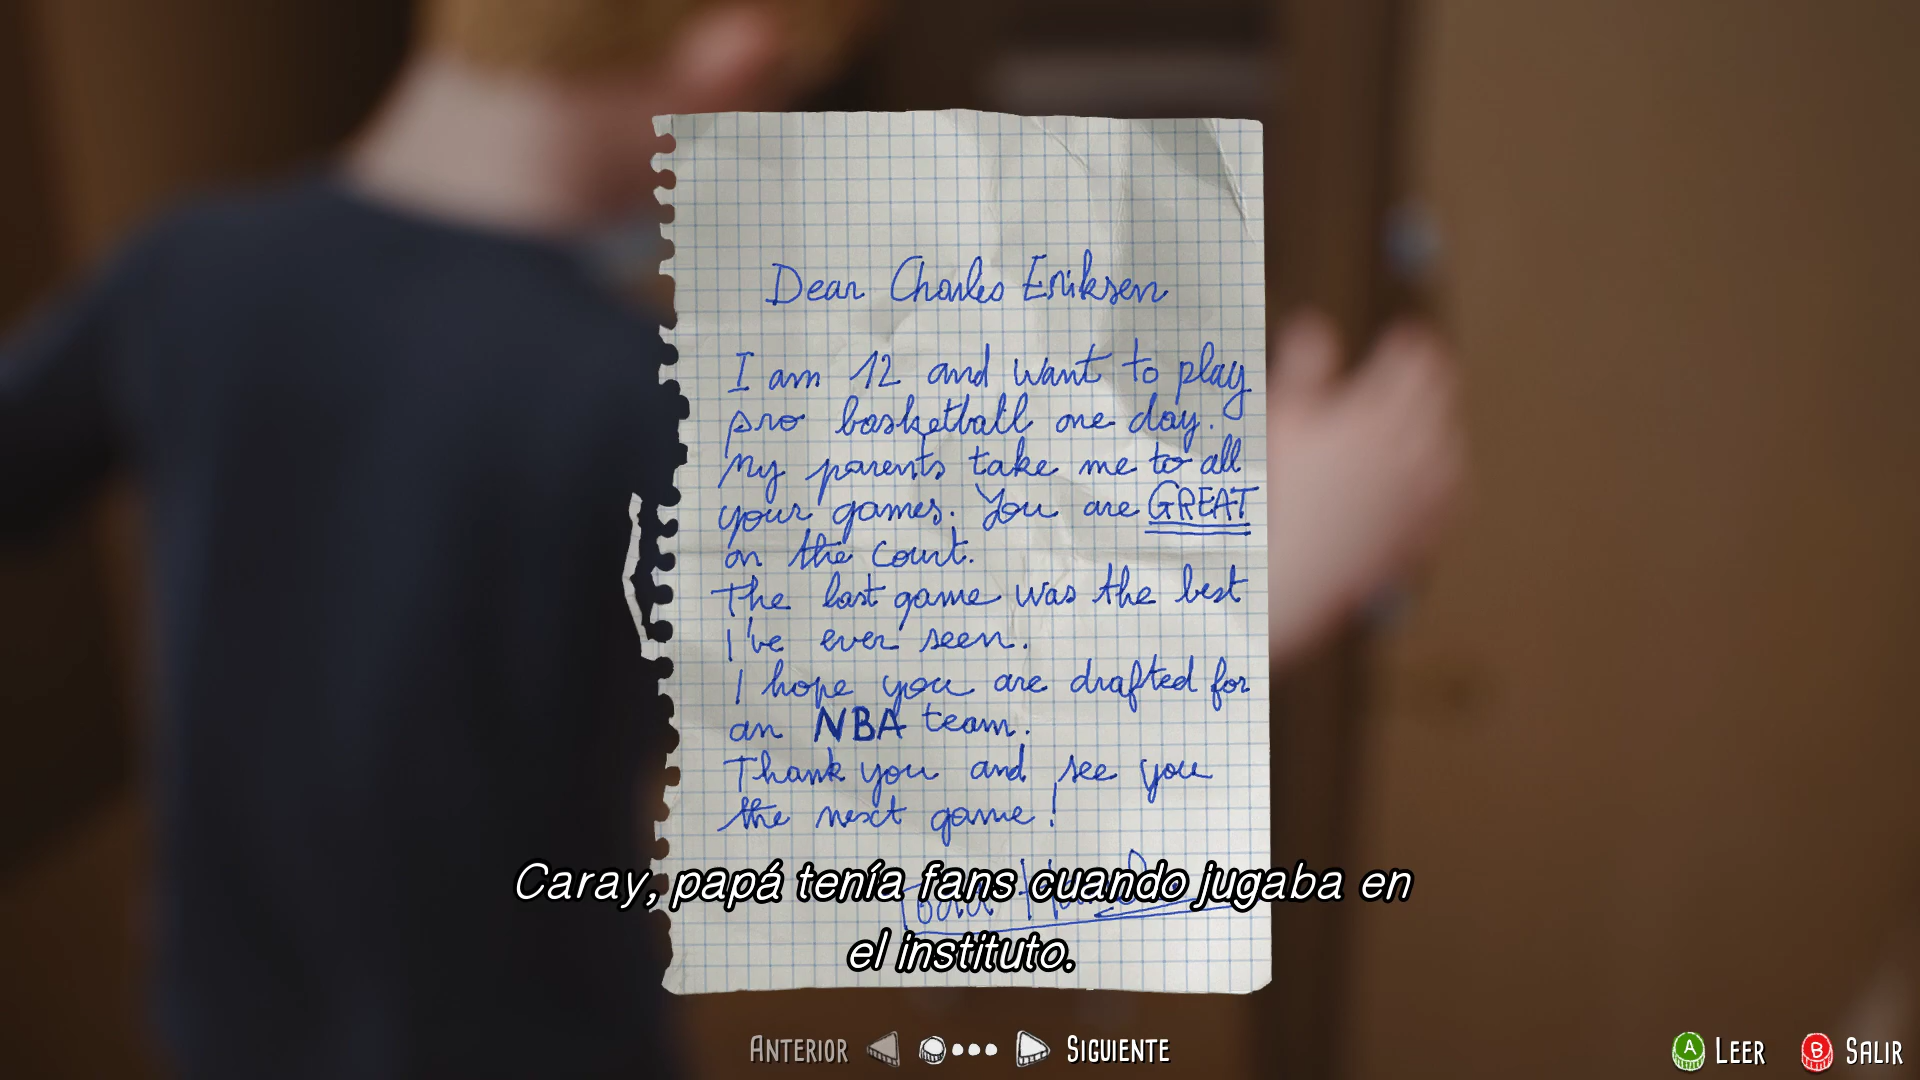 Dear Charles Eriksen
I am 12 and want to play
pro basketball one day.
My parents take me to all
your games. You are GREAT
on the court.
The last game was the best
I've ever seen.
I hope you are drafted for
an NBA team.
Thank you and see you
the next game!
Caray, papá tenía fans cuando jugaba en
el instituto.
ANTERIOR SIGUIENTE
A LEER B SALIR